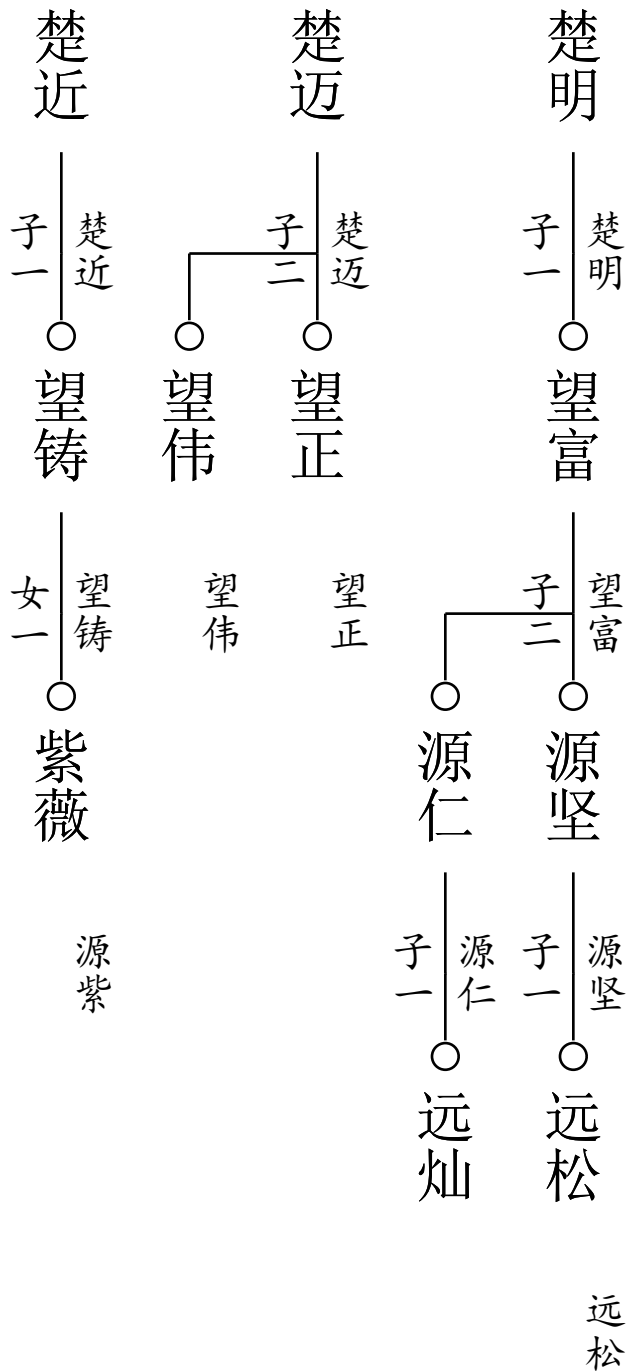 楚明
楚迈
楚近
楚明
子一
楚迈
子二
楚近
子一
望富
望正
望伟
望铸
望富
子二
望正
望伟
望铸
女一
源坚
源仁
紫薇
源坚
子一
源仁
子一
源紫
远松
远灿
远松